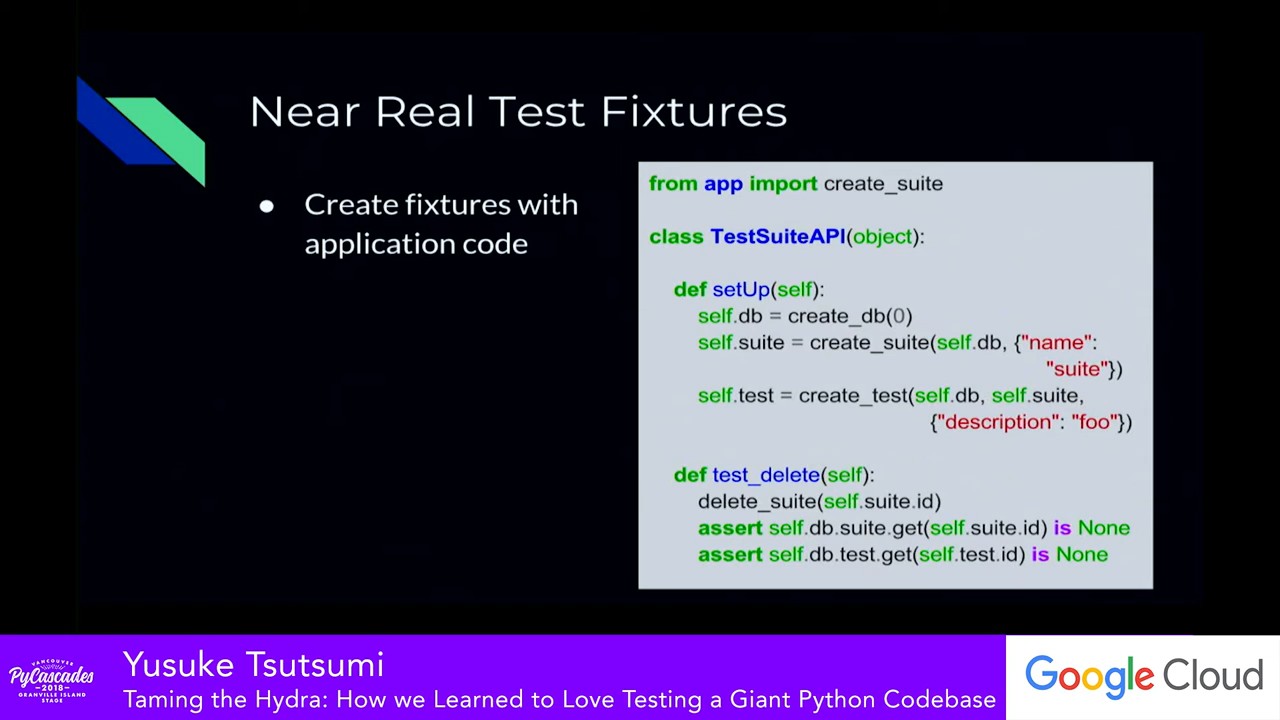 Near Real Test Fixtures
● Create fixtures with
application code
from app import create_suite
class TestSuiteAPI(object):
def setUp(self):
self.db = create_db(0)
self.suite = create_suite(self.db, {"name":
"suite"})
self.test = create_test(self.db, self.suite,
{"description": "foo"})
def test_delete(self):
delete_suite(self.suite.id)
assert self.db.suite.get(self.suite.id) is None
assert self.db.test.get(self.test.id) is None
VANCOUVER
PyCascades
2018
GRANVILLE ISLAND
STAGE
Yusuke Tsutsumi
Taming the Hydra: How we Learned to Love Testing a Giant Python Codebase
Google Cloud